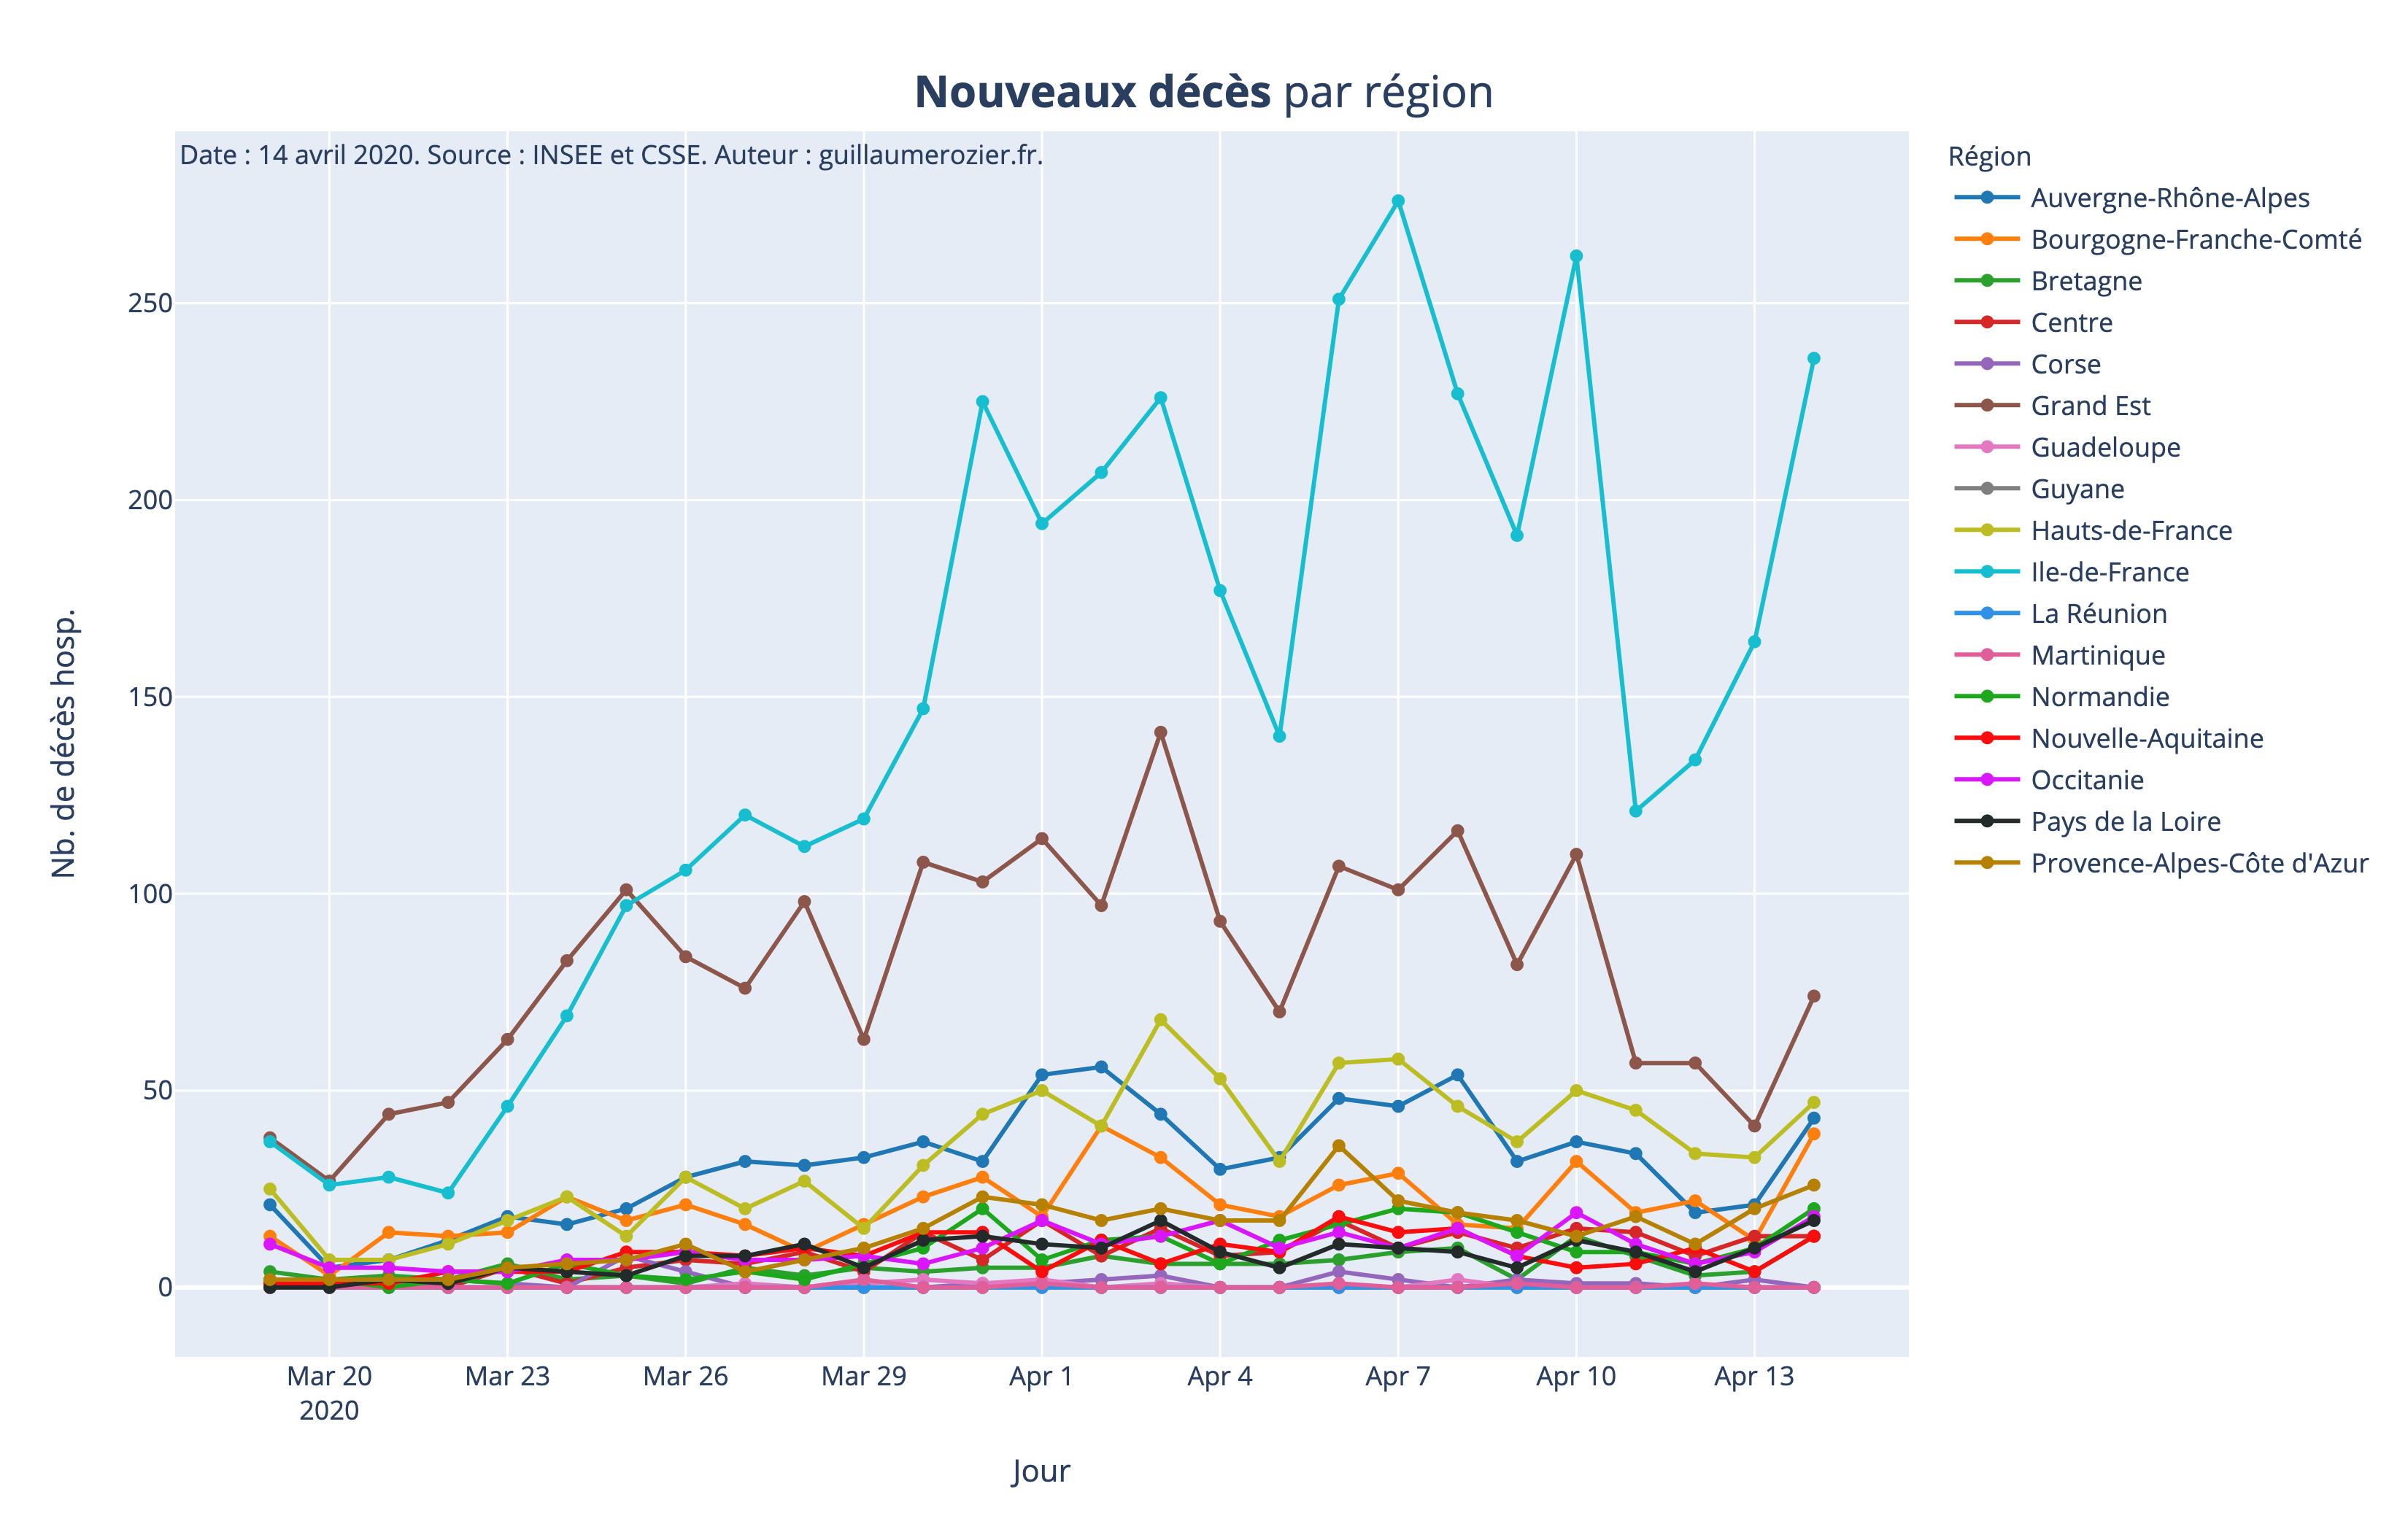 Nouveaux décès par région
Date : 14 avril 2020. Source : INSEE et CSSE. Auteur : guillaumerozier.fr.
Nb. de décès hosp.
250
200
150
100
50
0
Mar 20
2020
Mar 23
Mar 26
Mar 29
Apr 1
Apr 4
Apr 7
Apr 10
Apr 13
Jour
Région
Auvergne-Rhône-Alpes
Bourgogne-Franche-Comté
Bretagne
Centre
Corse
Grand Est
Guadeloupe
Guyane
Hauts-de-France
Ile-de-France
La Réunion
Martinique
Normandie
Nouvelle-Aquitaine
Occitanie
Pays de la Loire
Provence-Alpes-Côte d'Azur